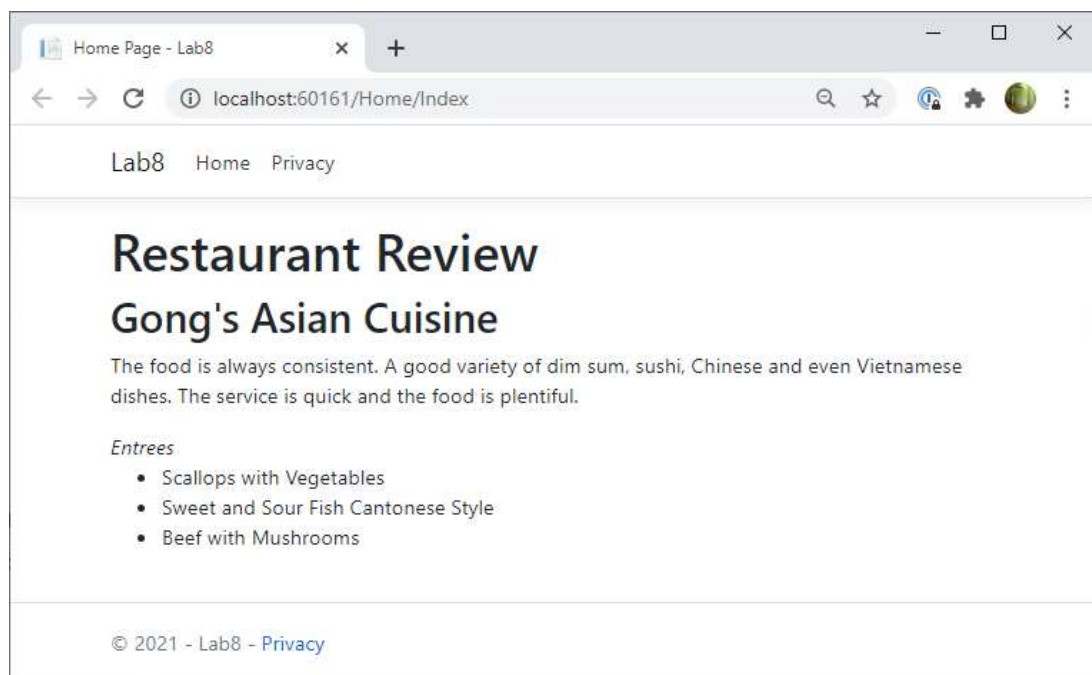 Home Page - Lab8
localhost:60161/Home/Index
Lab8 Home Privacy
Restaurant Review
Gong's Asian Cuisine
The food is always consistent. A good variety of dim sum, sushi, Chinese and even Vietnamese
dishes. The service is quick and the food is plentiful.
Entrees
• Scallops with Vegetables
• Sweet and Sour Fish Cantonese Style
• Beef with Mushrooms
© 2021 - Lab8 - Privacy